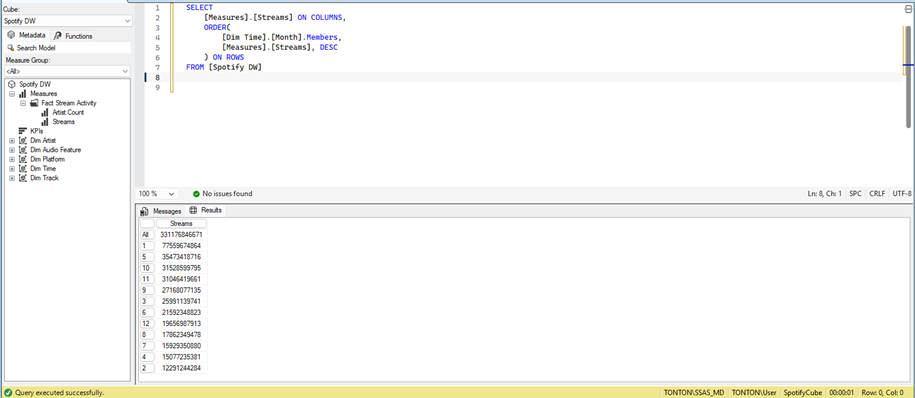 Cube:
Spotify DW
Metadata
Functions
Search Model
Measure Group:
<All>
Spotify DW
Measures
Fact Stream Activity
Artist Count
Streams
KPIs
Dim Artist
Dim Audio Feature
Dim Platform
Dim Time
Dim Track
1 SELECT
2 [Measures].[Streams] ON COLUMNS,
3 ORDER(
4 [Dim Time].[Month].Members,
5 [Measures].[Streams], DESC
6 ) ON ROWS
7 FROM [Spotify DW]
8
9
100 % No issues found Ln: 8, Ch: 1 SPC CRLF UTF-8
Messages Results
Streams
All 331176846671
1 77559674864
5 35473418716
10 31528599795
11 31046419661
9 27168077135
3 25991139741
6 21592348823
12 19656987913
8 17862349478
7 15929350880
4 15077235381
2 12291244284
Query executed successfully. TONTON\SSAS_MD TONTON\User SpotifyCube 00:00:01 Row: 0, Col: 0